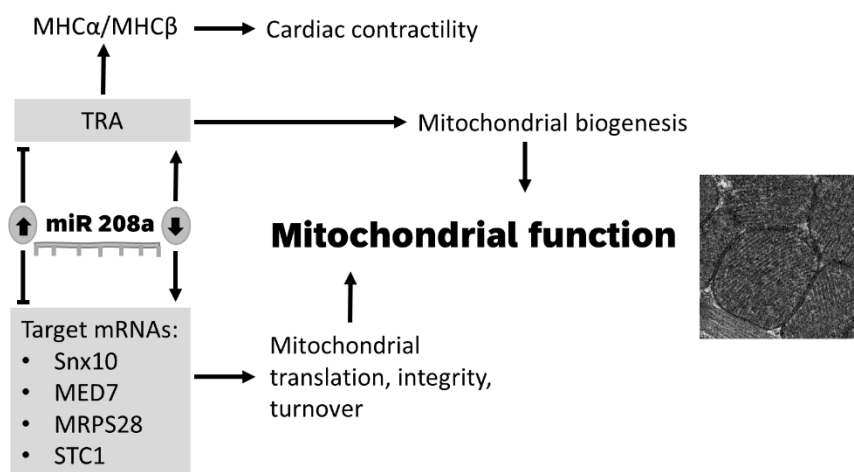 MHCα/MHCβ
Cardiac contractility
TRA
Mitochondrial biogenesis
miR 208a
Mitochondrial function
Target mRNAs:
• Snx10
• MED7
• MRPS28
• STC1
Mitochondrial
translation, integrity,
turnover